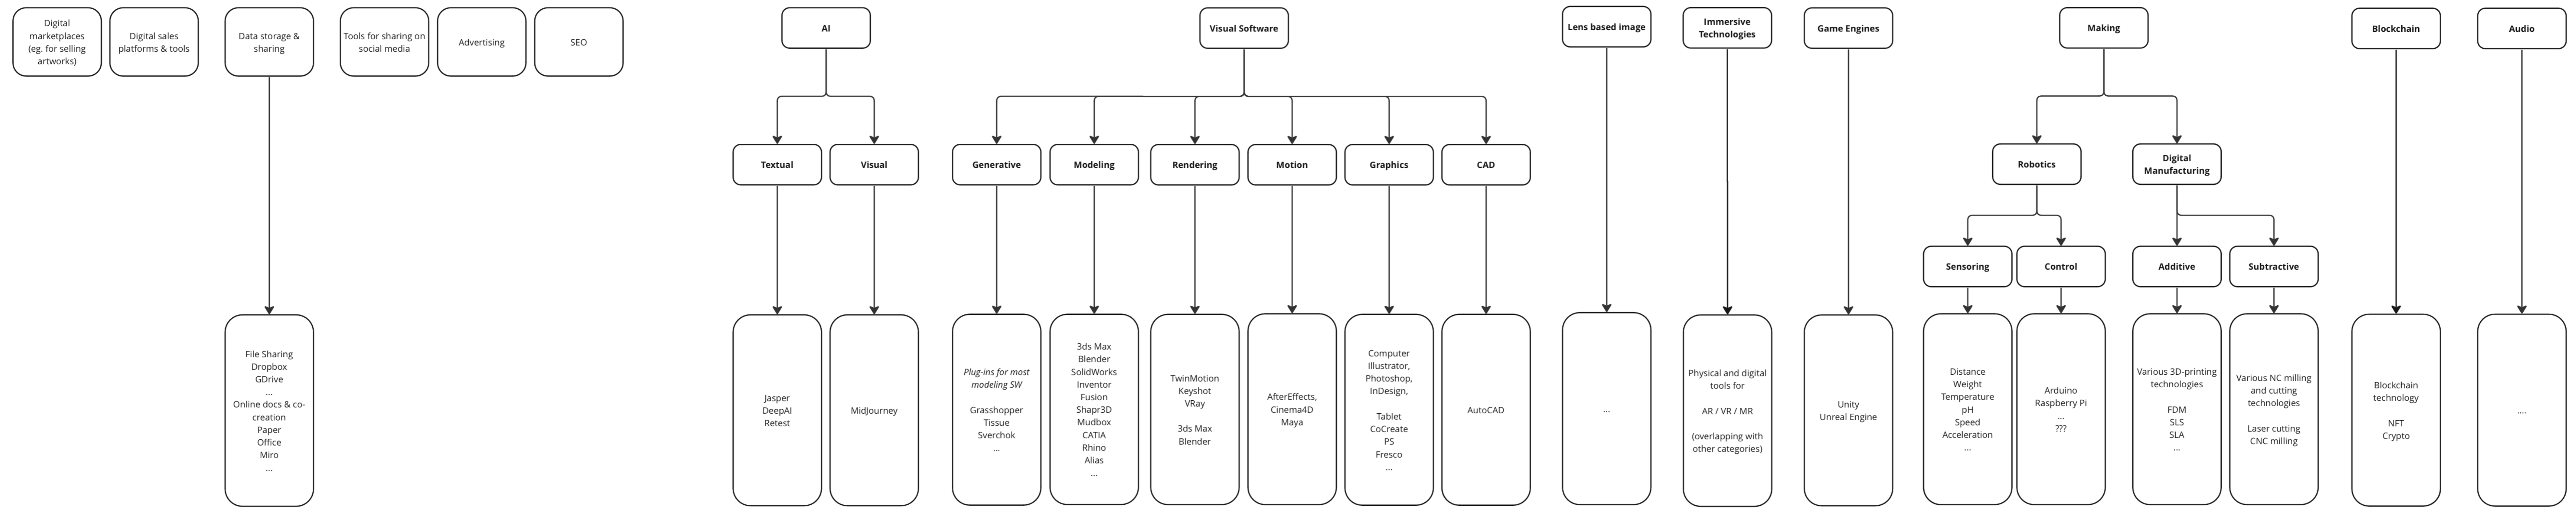 Digital
marketplaces
(eg. for selling
artworks)
Digital sales
platforms & tools
Data storage &
sharing
Tools for sharing on
social media
Advertising
SEO
AI
Visual Software
Lens based image
Immersive
Technologies
Game Engines
Making
Blockchain
Audio
Textual
Visual
Generative
Modeling
Rendering
Motion
Graphics
CAD
Robotics
Digital
Manufacturing
Sensoring
Control
Additive
Subtractive
File Sharing
Dropbox
GDrive
...
Online docs & co-
creation
Paper
Office
Miro
...
Jasper
DeepAI
Retest
MidJourney
Plug-ins for most
modeling SW
Grasshopper
Tissue
Sverchok
...
3ds Max
Blender
SolidWorks
Inventor
Fusion
Shapr3D
Mudbox
CATIA
Rhino
Alias
...
TwinMotion
Keyshot
VRay
3ds Max
Blender
AfterEffects,
Cinema4D
Maya
Computer
Illustrator,
Photoshop,
InDesign,
Tablet
CoCreate
PS
Fresco
...
AutoCAD
...
Physical and digital
tools for
AR / VR / MR
(overlapping with
other categories)
Unity
Unreal Engine
Distance
Weight
Temperature
pH
Speed
Acceleration
...
Arduino
Raspberry Pi
...
???
Various 3D-printing
technologies
FDM
SLS
SLA
...
Various NC milling
and cutting
technologies
Laser cutting
CNC milling
Blockchain
technology
NFT
Crypto
....